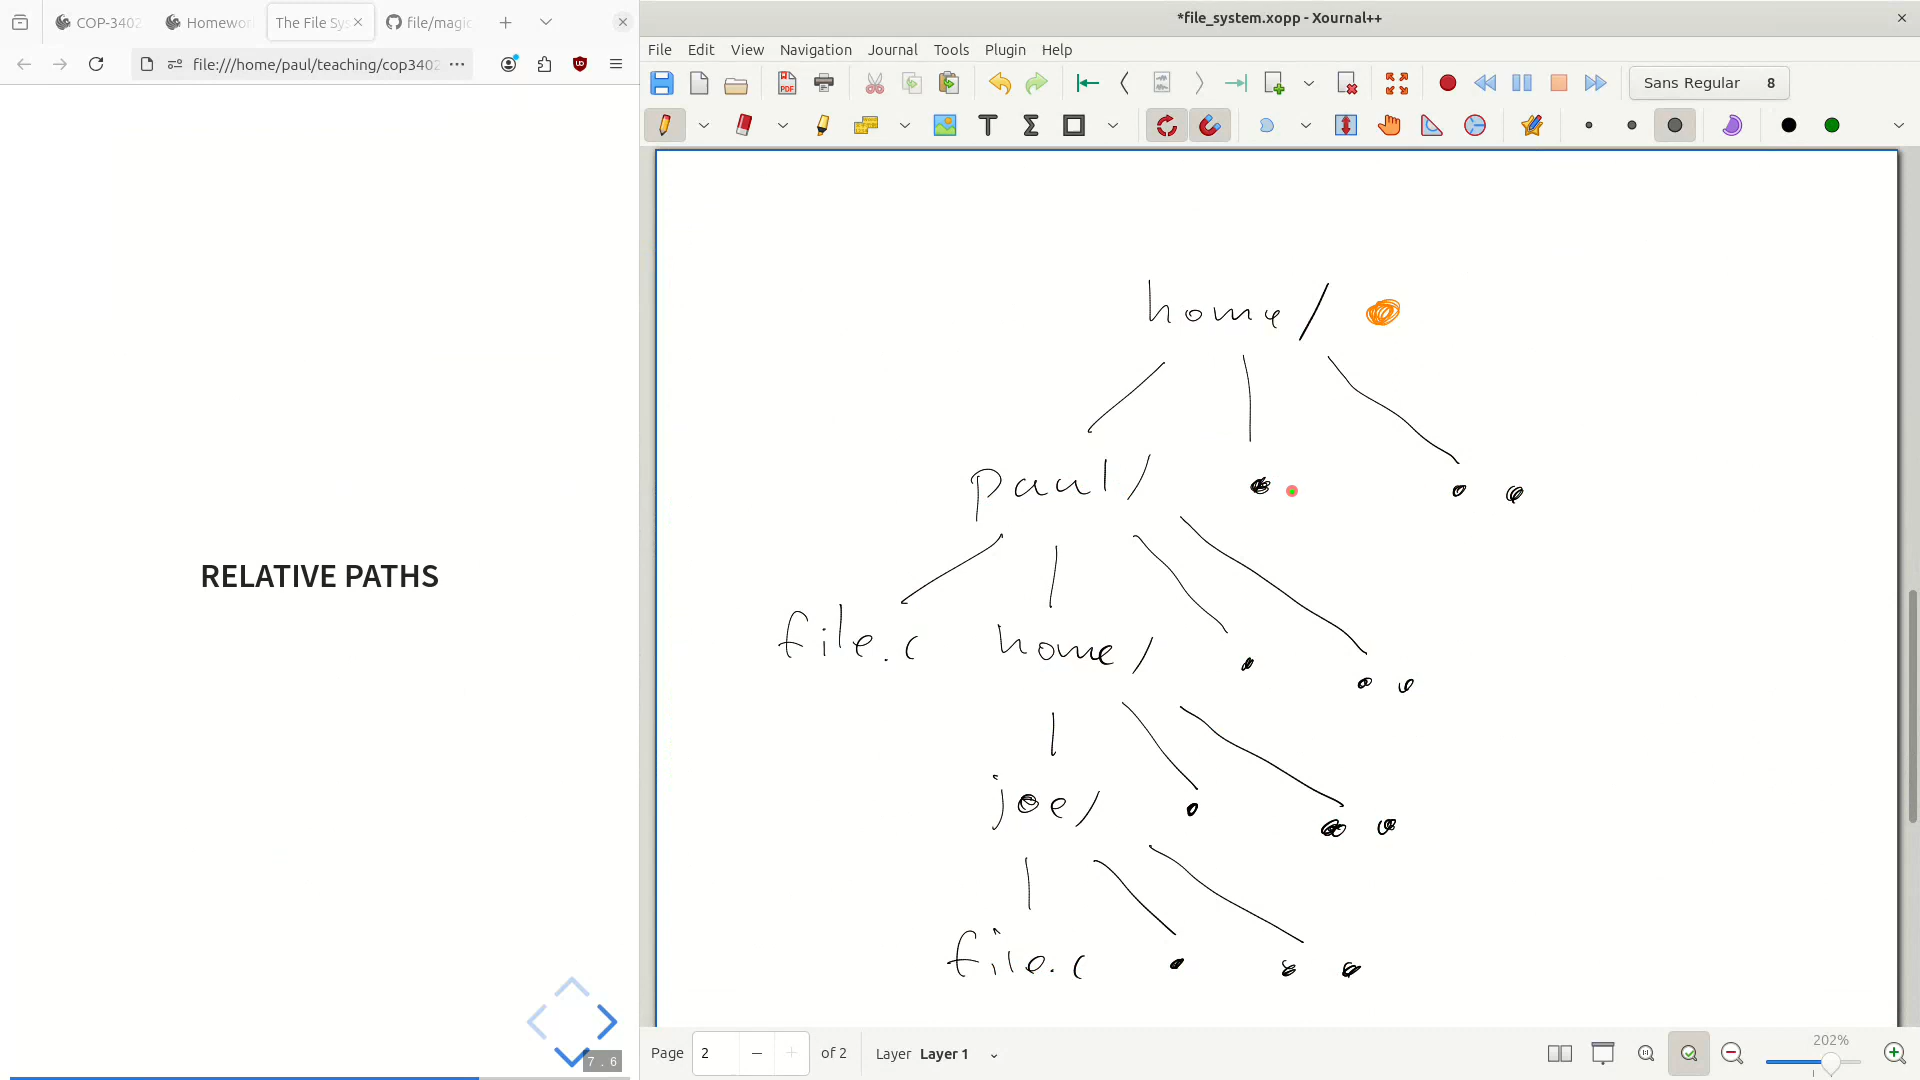 COP-3402
Homewor
The File Sys
file/magic
file:///home/paul/teaching/cop3402
RELATIVE PATHS
7 . 6
*file_system.xopp - Xournal++
File Edit View Navigation Journal Tools Plugin Help
Sans Regular 8
home/
paul/ . . .
file.c home/ . . .
joe/ . . .
file.c . . .
Page 2 of 2 Layer Layer 1 202%